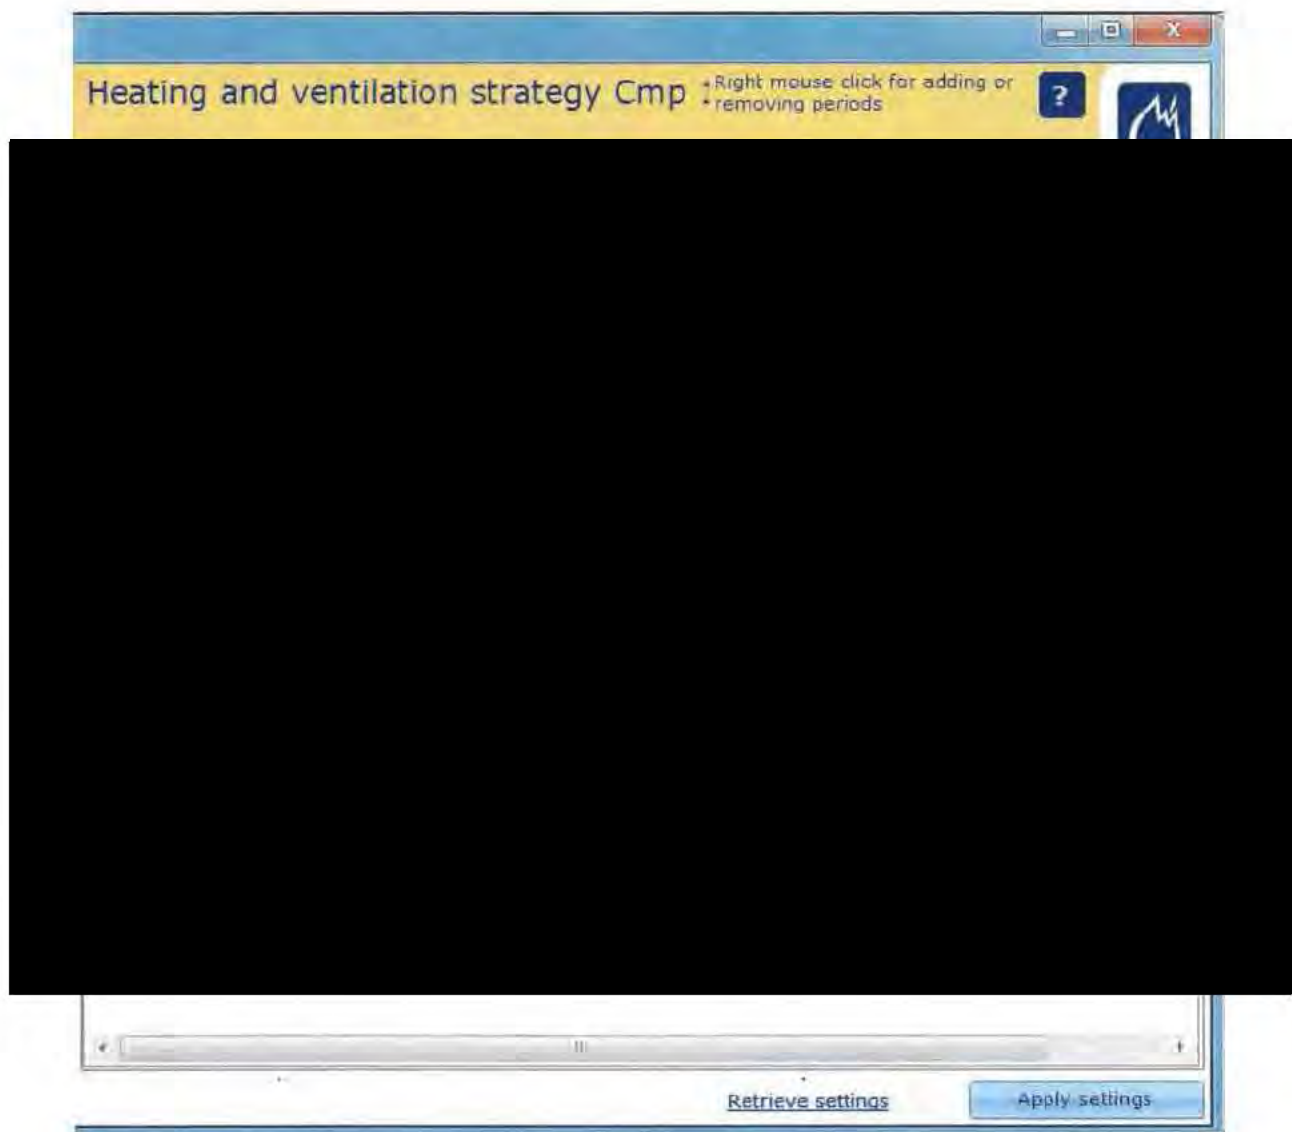 Heating and ventilation strategy Cmp :
Right mouse click for adding or
removing periods
?
Retrieve settings
Apply settings